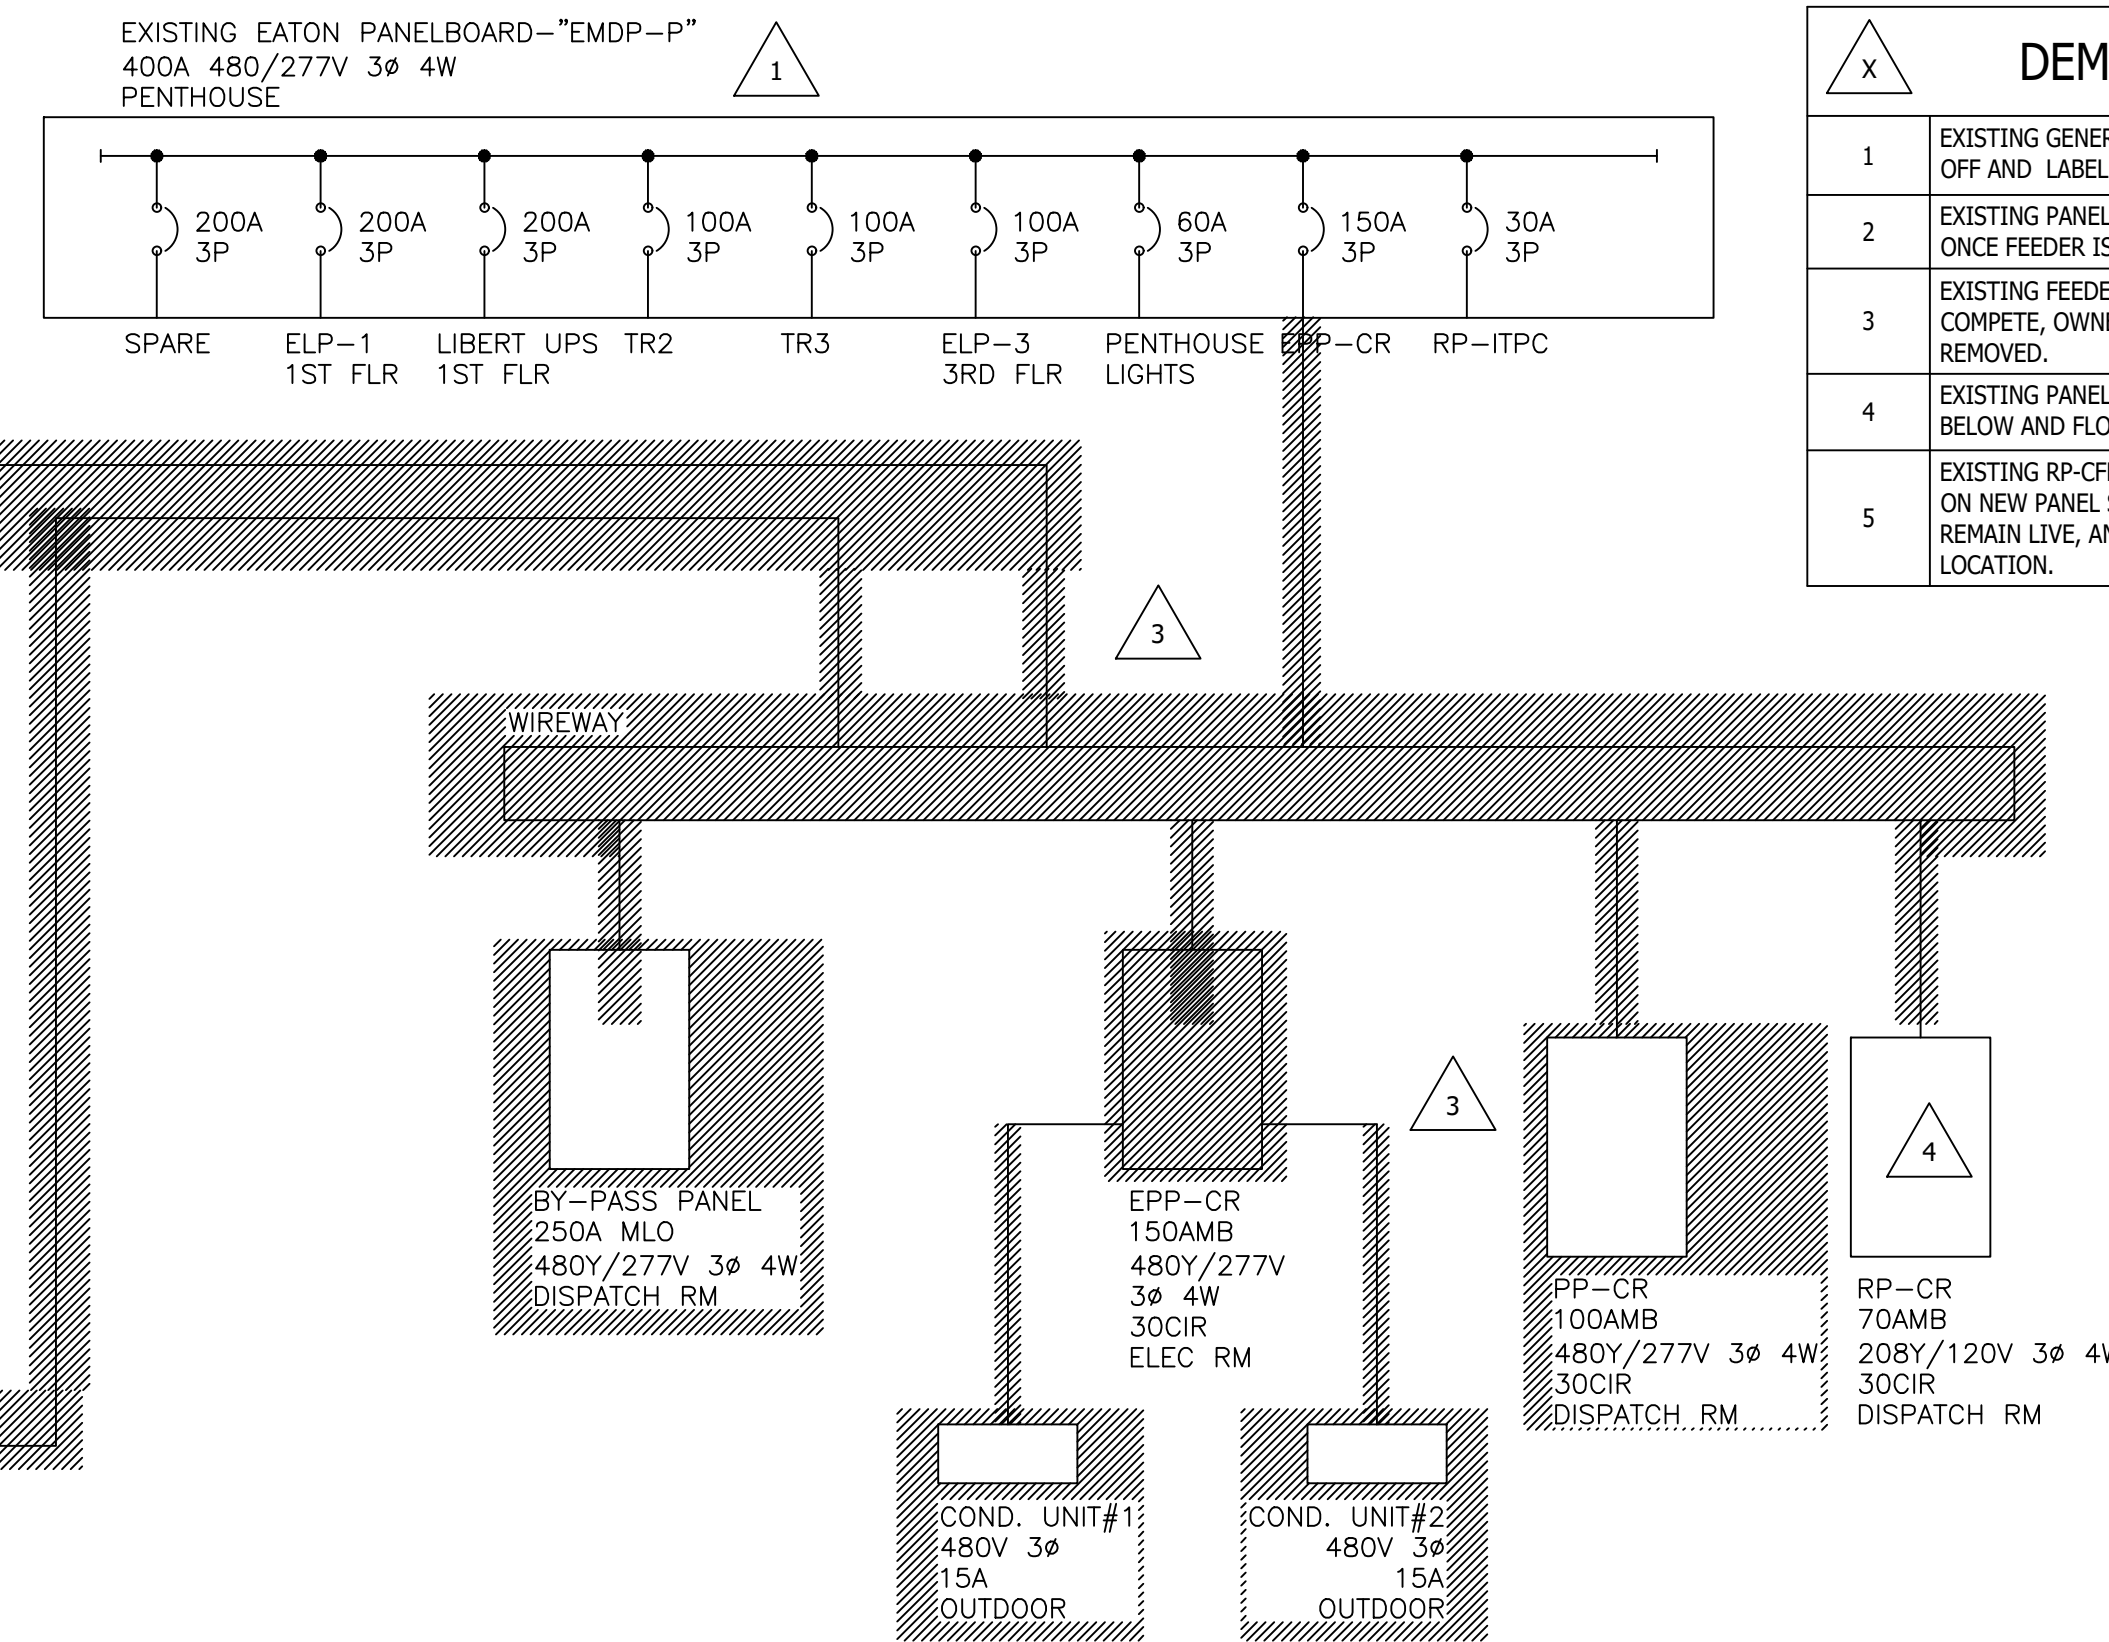 EXISTING EATON PANELBOARD-"EMDP-P"
400A 480/277V 3ø 4W
PENTHOUSE
1
200A
3P
200A
3P
200A
3P
100A
3P
100A
3P
100A
3P
60A
3P
150A
3P
30A
3P
SPARE
ELP-1
1ST FLR
LIBERT UPS
1ST FLR
TR2
TR3
ELP-3
3RD FLR
PENTHOUSE
LIGHTS
EPP-CR
RP-ITPC
X
DEM
1
EXISTING GENER
OFF AND LABEL
2
EXISTING PANEL
ONCE FEEDER IS
3
EXISTING FEEDE
COMPETE, OWNE
REMOVED.
4
EXISTING PANEL
BELOW AND FLO
5
EXISTING RP-CF
ON NEW PANEL S
REMAIN LIVE, AN
LOCATION.
3
WIREWAY
BY-PASS PANEL
250A MLO
480Y/277V 3ø 4W
DISPATCH RM
EPP-CR
150AMB
480Y/277V
3ø 4W
30CIR
ELEC RM
3
PP-CR
100AMB
480Y/277V 3ø 4W
30CIR
DISPATCH RM
4
RP-CR
70AMB
208Y/120V 3ø 4W
30CIR
DISPATCH RM
COND. UNIT#1
480V 3ø
15A
OUTDOOR
COND. UNIT#2
480V 3ø
15A
OUTDOOR